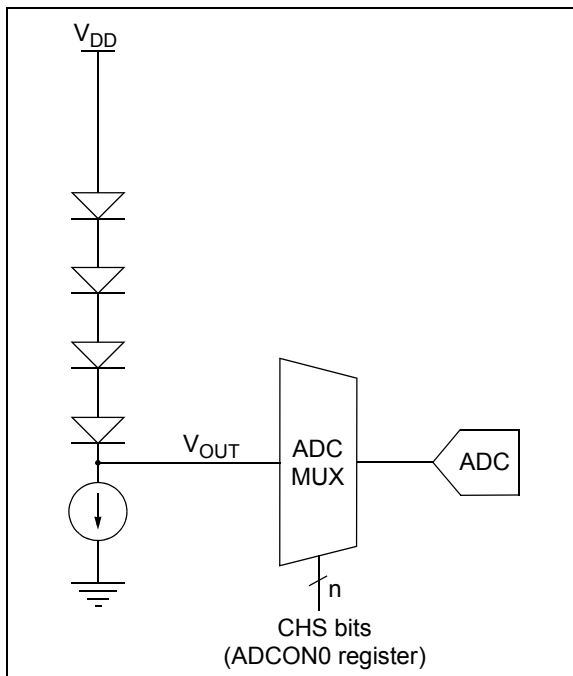 VDD
VOUT
ADC
MUX
ADC
n
CHS bits
(ADCON0 register)